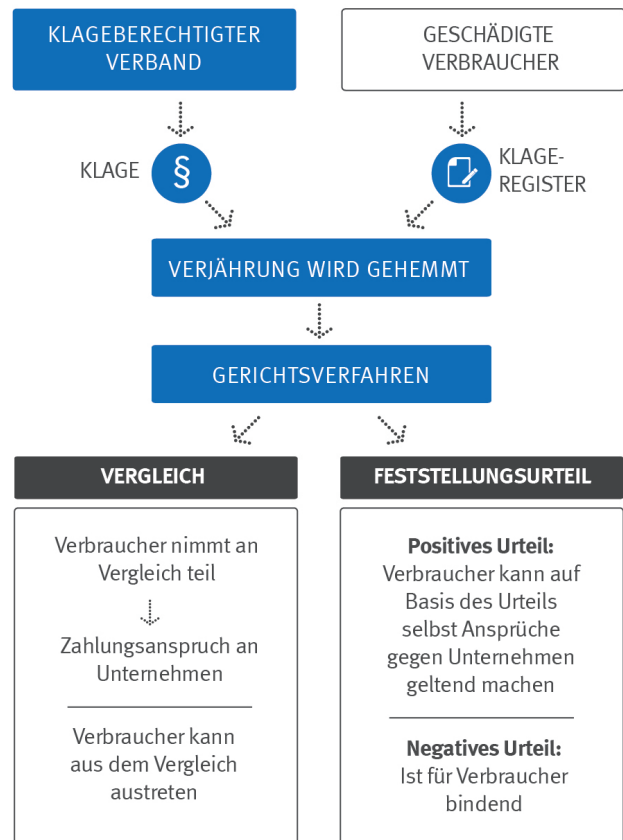 KLAGEBERECHTIGTER
VERBAND
GESCHÄDIGTE
VERBRAUCHER
KLAGE
§
KLAGE-
REGISTER
VERJÄHRUNG WIRD GEHEMMT
GERICHTSVERFAHREN
VERGLEICH
Verbraucher nimmt an
Vergleich teil
Zahlungsanspruch an
Unternehmen
Verbraucher kann
aus dem Vergleich
austreten
FESTSTELLUNGSURTEIL
Positives Urteil:
Verbraucher kann auf
Basis des Urteils
selbst Ansprüche
gegen Unternehmen
geltend machen
Negatives Urteil:
Ist für Verbraucher
bindend